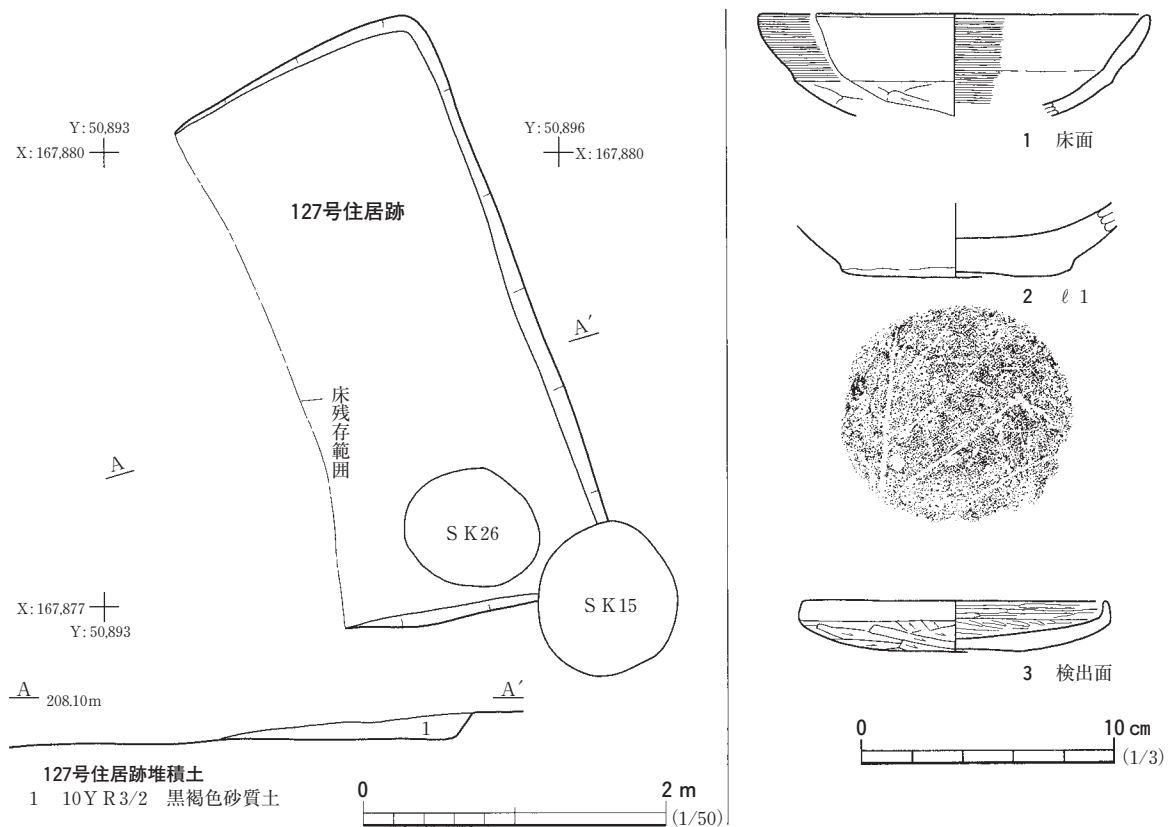 Y: 50,893
X: 167,880
Y: 50,896
X: 167,880
127号住居跡
A′
床残存範囲
A
SK26
SK15
X: 167,877
Y: 50,893
A 208.10m A′
1
127号住居跡堆積土
1 10YR3/2 黒褐色砂質土
0 2 m
(1/50)
1 床面
2 ℓ 1
3 検出面
0 10 cm
(1/3)